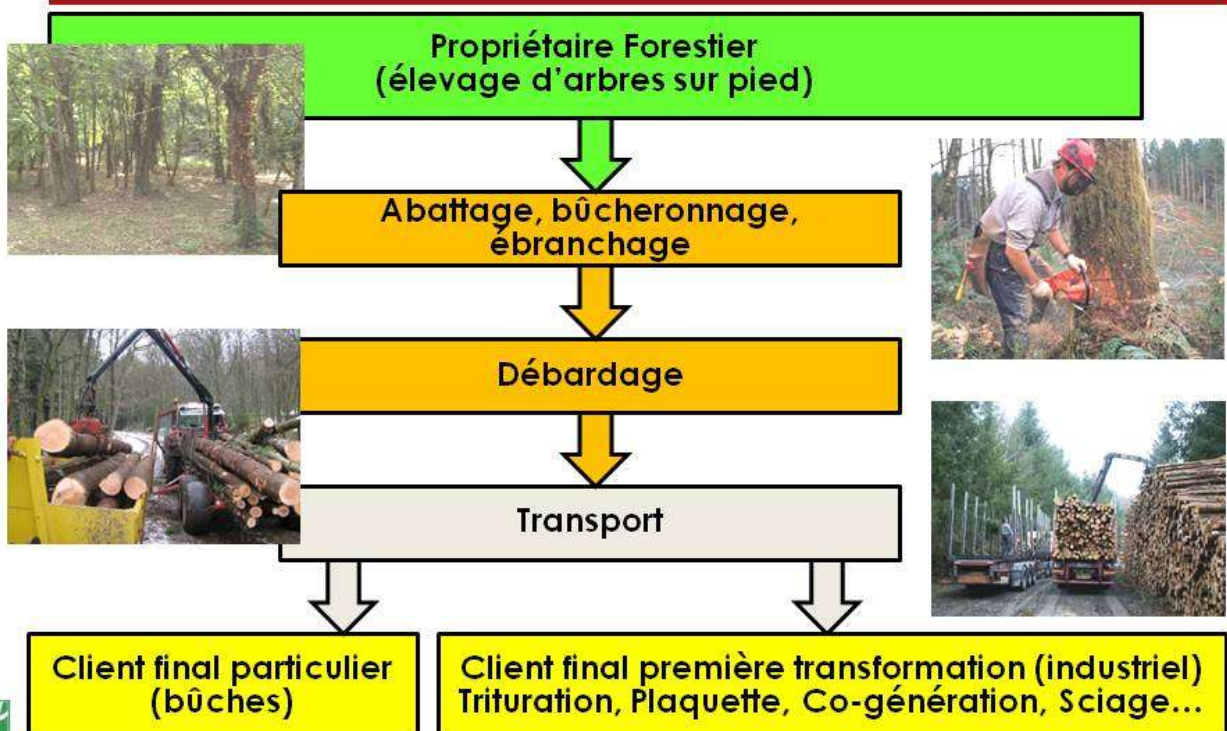 Propriétaire Forestier
(élevage d'arbres sur pied)
Abattage, bûcheronnage,
ébranchage
Débardage
Transport
Client final particulier
(bûches)
Client final première transformation (industriel)
Trituration, Plaquette, Co-génération, Sciage...